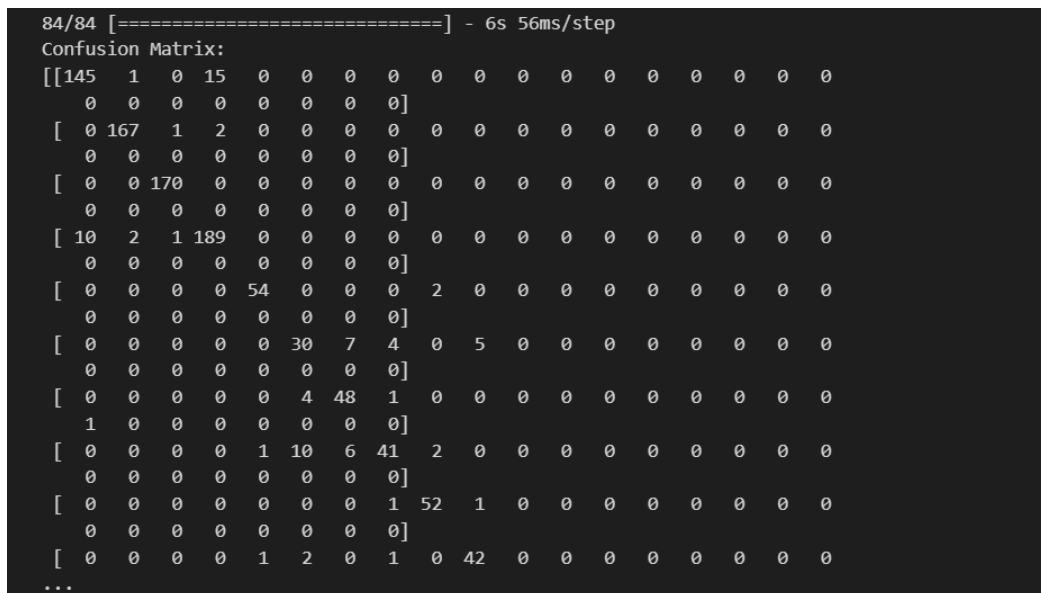 84/84 [==============================] - 6s 56ms/step
Confusion Matrix:
[[145   1   0  15   0   0   0   0   0   0   0   0   0   0   0   0   0   0
    0   0   0   0   0   0   0   0]
 [  0 167   1   2   0   0   0   0   0   0   0   0   0   0   0   0   0   0
    0   0   0   0   0   0   0   0]
 [  0   0 170   0   0   0   0   0   0   0   0   0   0   0   0   0   0   0
    0   0   0   0   0   0   0   0]
 [ 10   2   1 189   0   0   0   0   0   0   0   0   0   0   0   0   0   0
    0   0   0   0   0   0   0   0]
 [  0   0   0   0  54   0   0   0   2   0   0   0   0   0   0   0   0   0
    0   0   0   0   0   0   0   0]
 [  0   0   0   0   0  30   7   4   0   5   0   0   0   0   0   0   0   0
    0   0   0   0   0   0   0   0]
 [  0   0   0   0   0   4  48   1   0   0   0   0   0   0   0   0   0   0
    1   0   0   0   0   0   0   0]
 [  0   0   0   0   1  10   6  41   2   0   0   0   0   0   0   0   0   0
    0   0   0   0   0   0   0   0]
 [  0   0   0   0   0   0   0   1  52   1   0   0   0   0   0   0   0   0
    0   0   0   0   0   0   0   0]
 [  0   0   0   0   1   2   0   1   0  42   0   0   0   0   0   0   0   0
...